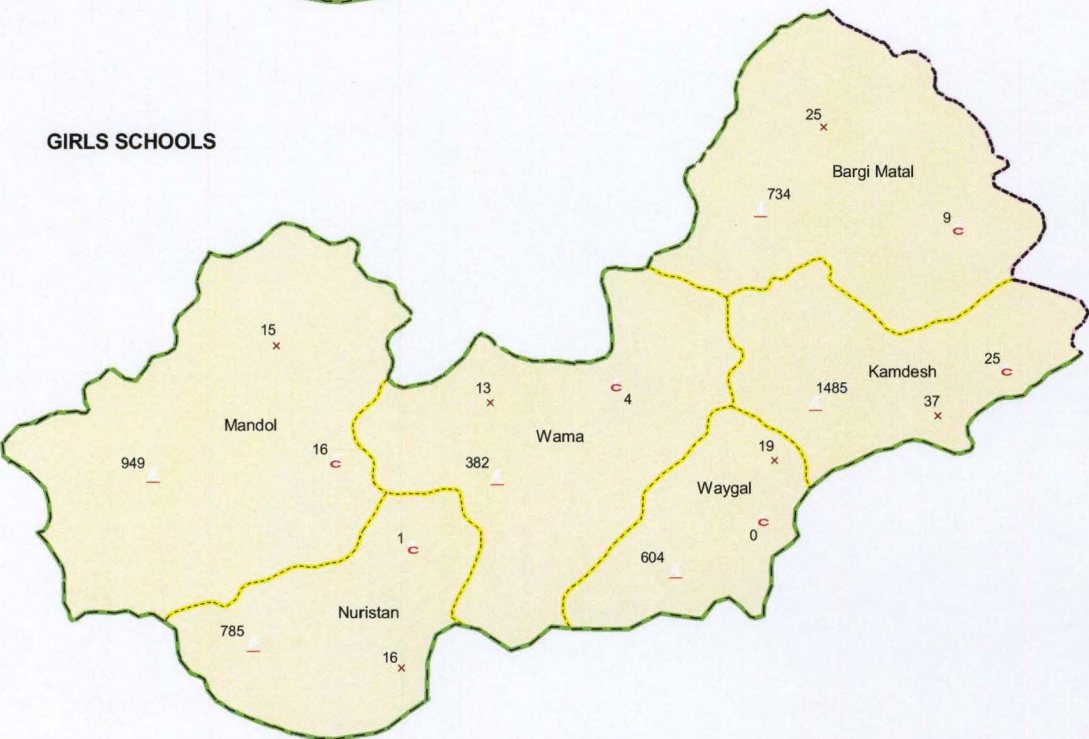 GIRLS SCHOOLS
25
Bargi Matal
734
9
15
Mandol
949
16
13
4
Wama
382
25
Kamdesh
1485
37
19
Waygal
0
604
1
Nuristan
785
16